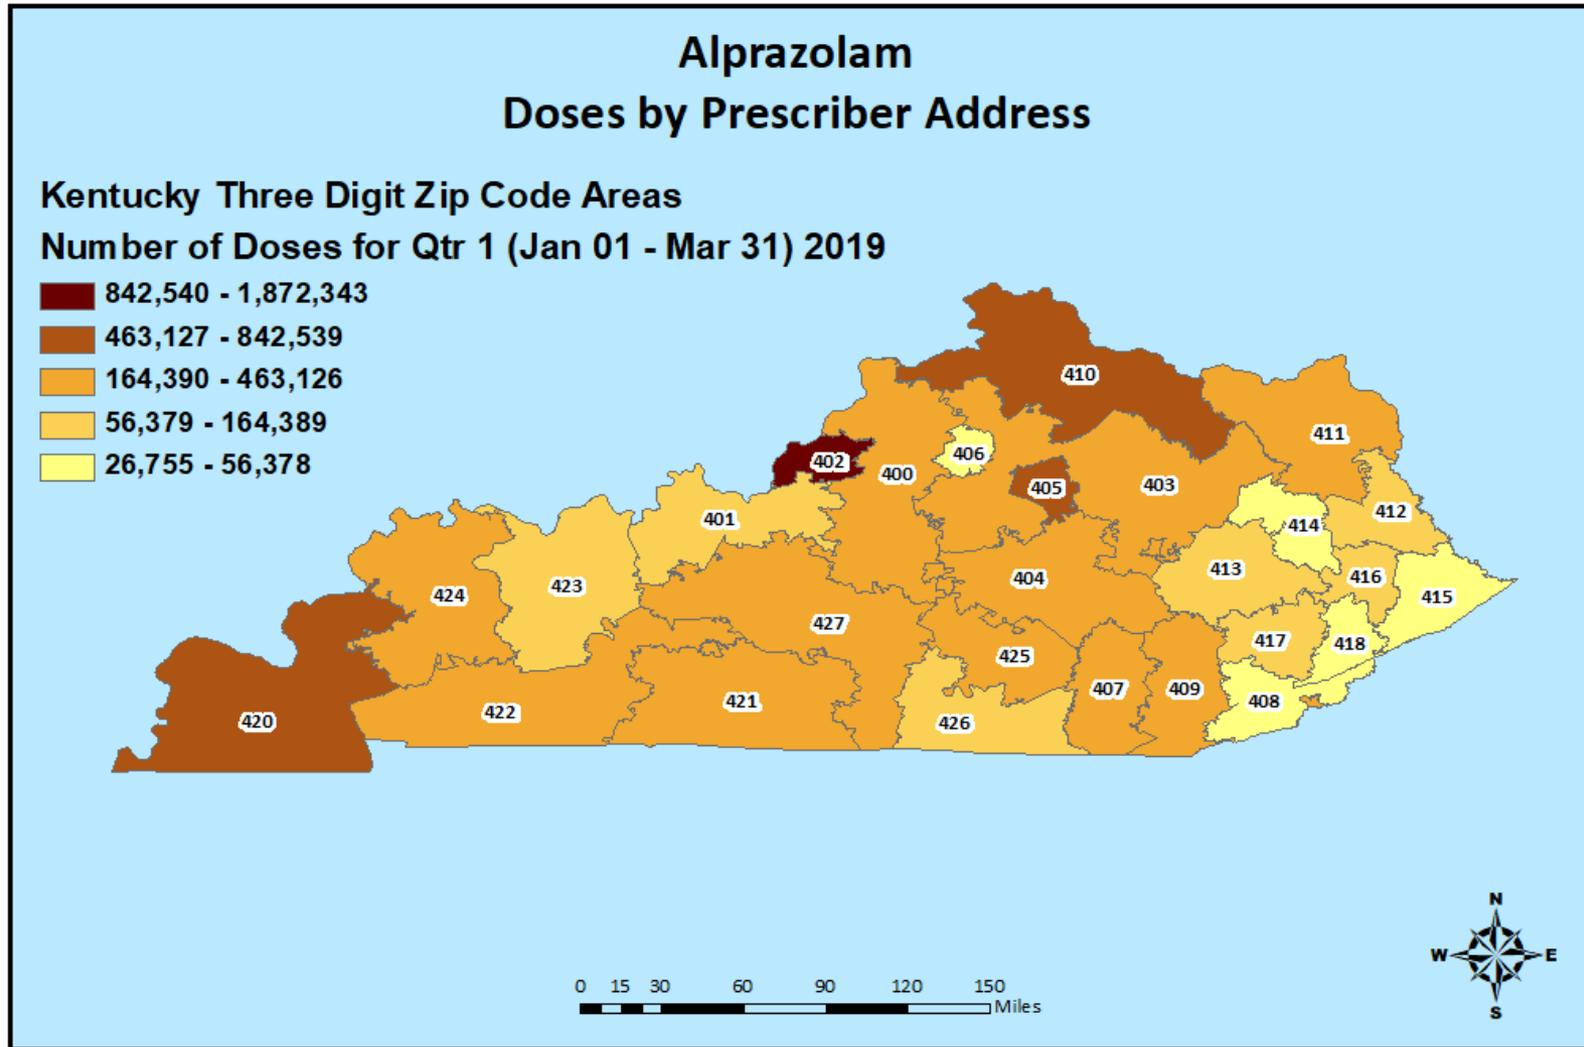 Alprazolam
Doses by Prescriber Address
Kentucky Three Digit Zip Code Areas
Number of Doses for Qtr 1 (Jan 01 - Mar 31) 2019
842,540 - 1,872,343
463,127 - 842,539
164,390 - 463,126
56,379 - 164,389
26,755 - 56,378
410
411
402
406
400
405
403
401
412
414
413
416
423
404
424
415
427
417
418
425
407
409
421
408
422
420
426
N
W E
S
0 15 30 60 90 120 150
Miles